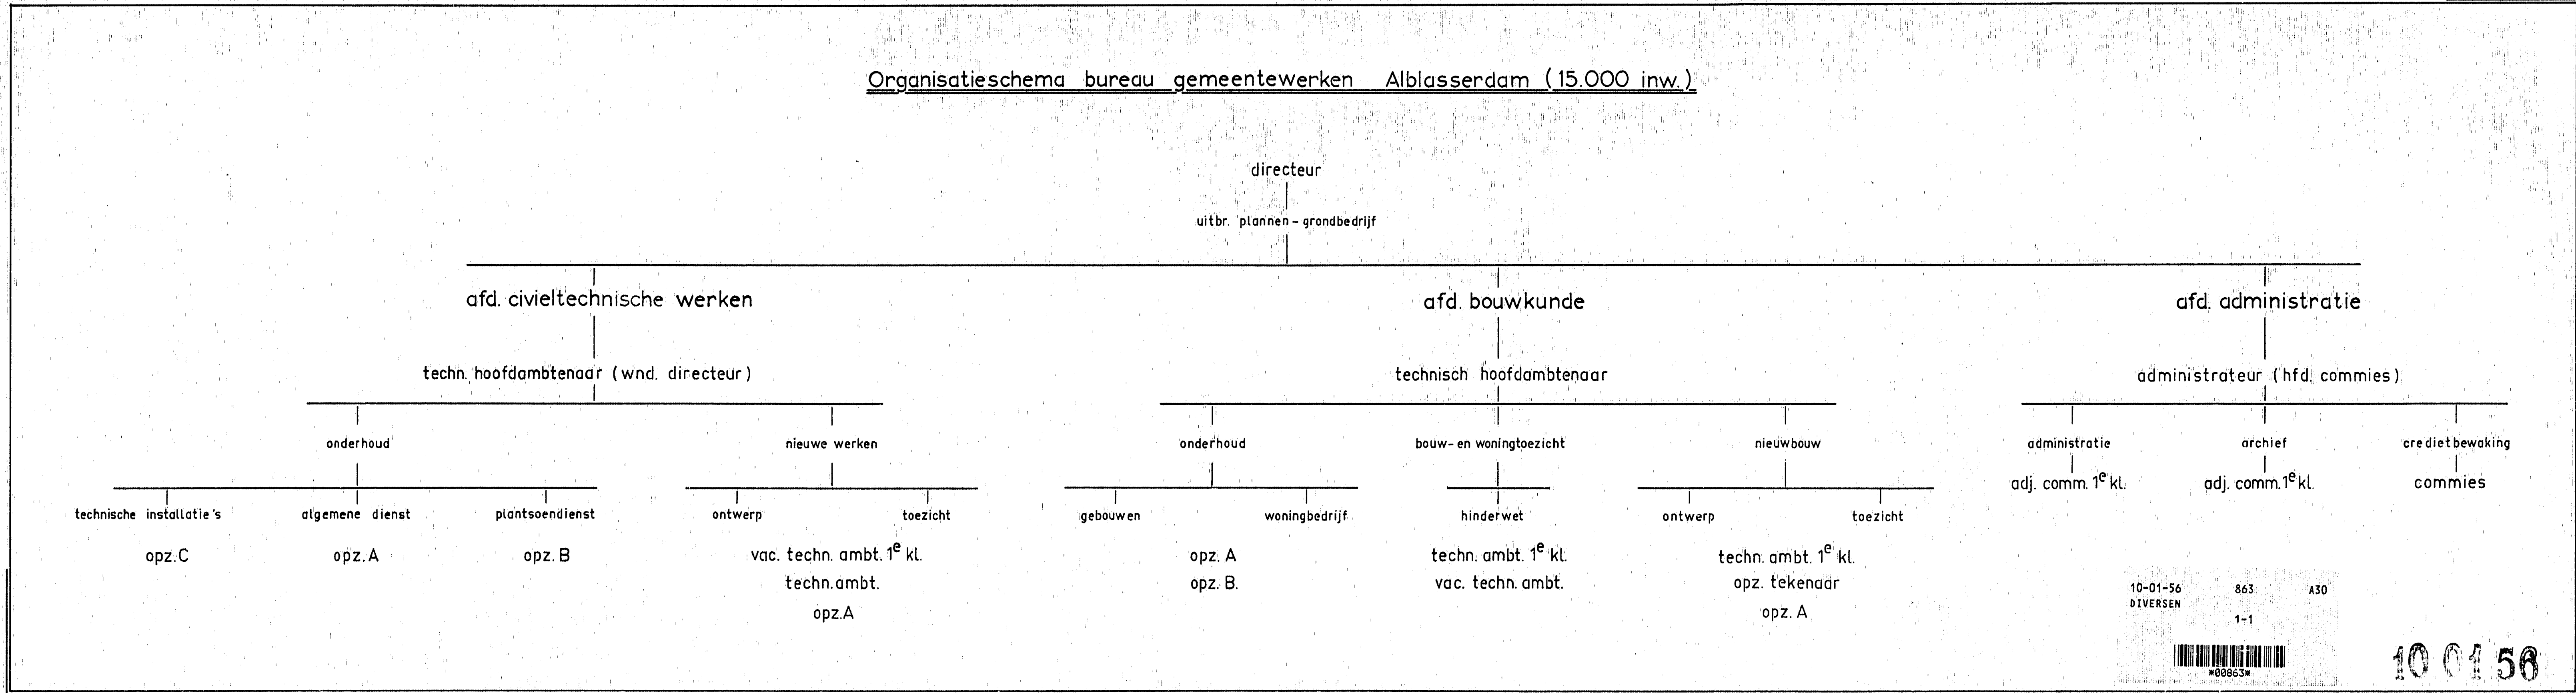 Organisatieschema bureau gemeentewerken Alblasserdam (15.000 inw.)
directeur
uitbr. plannen - grondbedrijf
afd. civieltechnische werken
afd. bouwkunde
afd. administratie
techn. hoofdambtenaar (wnd. directeur)
technisch hoofdambtenaar
administrateur (hfd. commies)
onderhoud
nieuwe werken
onderhoud
bouw- en woningtoezicht
nieuwbouw
administratie
archief
credietbewaking
adj. comm. 1e kl.
adj. comm. 1e kl.
commies
technische installatie's
algemene dienst
plantsoendienst
ontwerp
toezicht
gebouwen
woningbedrijf
hinderwet
ontwerp
toezicht
opz. C
opz. A
opz. B
vac. techn. ambt. 1e kl.
techn. ambt.
opz. A
opz. A
opz. B.
techn. ambt. 1e kl.
vac. techn. ambt.
techn. ambt. 1e kl.
opz. tekenaar
opz. A
10-01-56 863 A30
DIVERSEN
1-1
*00863*
10 01 56